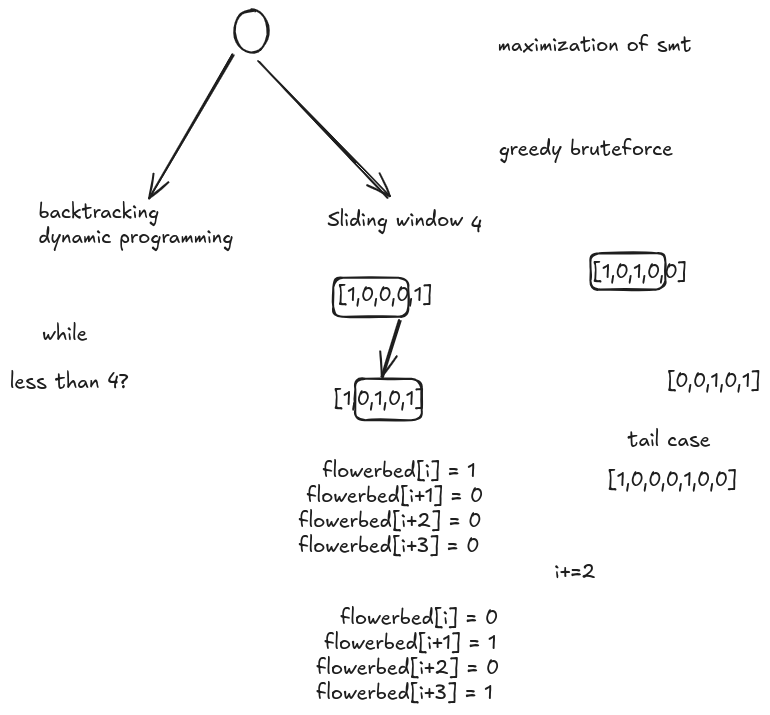 maximization of smt
greedy bruteforce
backtracking
dynamic programming
Sliding window 4
[1,0,1,0,0]
[1,0,0,0,1]
while
less than 4?
[1,0,1,0,1]
[0,0,1,0,1]
tail case
[1,0,0,0,1,0,0]
flowerbed[i] = 1
flowerbed[i+1] = 0
flowerbed[i+2] = 0
flowerbed[i+3] = 0
i+=2
flowerbed[i] = 0
flowerbed[i+1] = 1
flowerbed[i+2] = 0
flowerbed[i+3] = 1